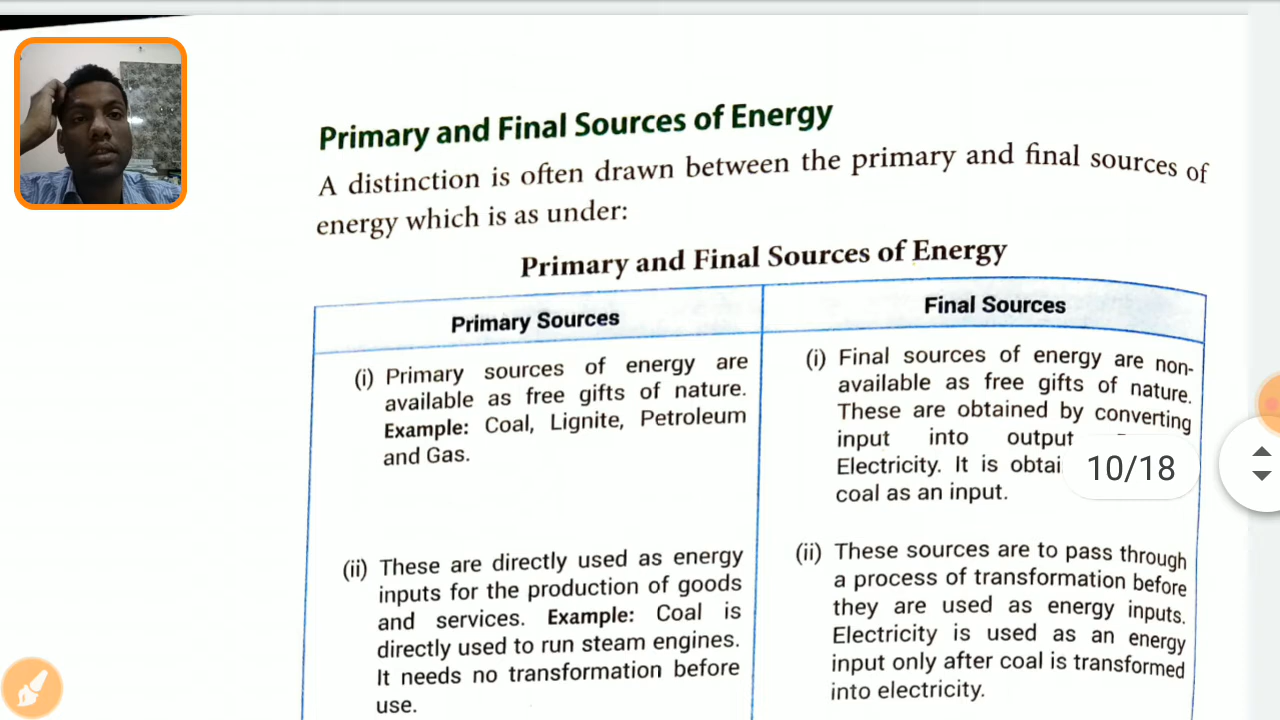 Primary and Final Sources of Energy
A distinction is often drawn between the primary and final sources of
energy which is as under:
Primary and Final Sources of Energy
Primary Sources
(i) Primary sources of energy are
available as free gifts of nature.
Example: Coal, Lignite, Petroleum
and Gas.
(ii) These are directly used as energy
inputs for the production of goods
and services. Example: Coal is
directly used to run steam engines.
It needs no transformation before
use.
Final Sources
(i) Final sources of energy are non-
available as free gifts of nature.
These are obtained by converting
input into output
Electricity. It is obtai
coal as an input.
(ii) These sources are to pass through
a process of transformation before
they are used as energy inputs.
Electricity is used as an energy
input only after coal is transformed
into electricity.
10/18